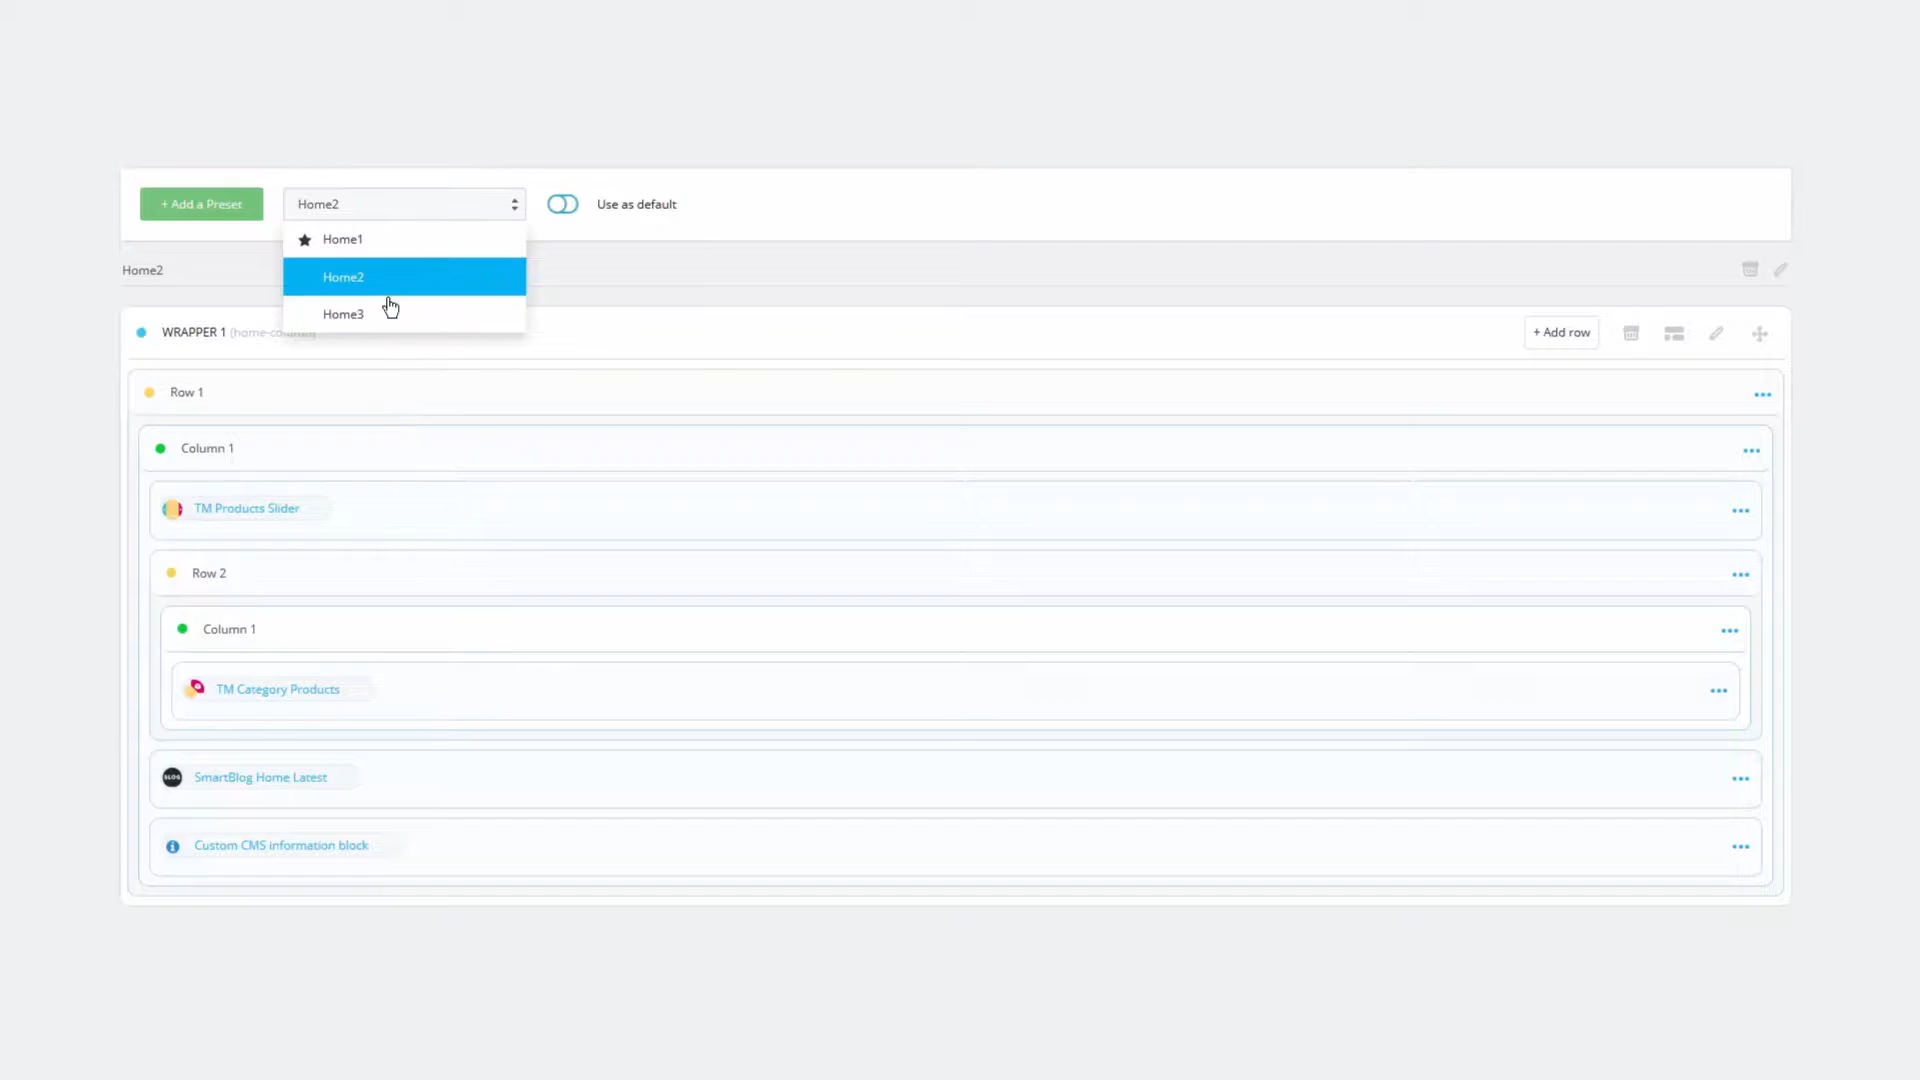 + Add a Preset
Home2
Use as default
Home1
Home2
Home3
Home2
WRAPPER 1
+ Add row
Row 1
Column 1
TM Products Slider
Row 2
Column 1
TM Category Products
BLOG
SmartBlog Home Latest
Custom CMS information block